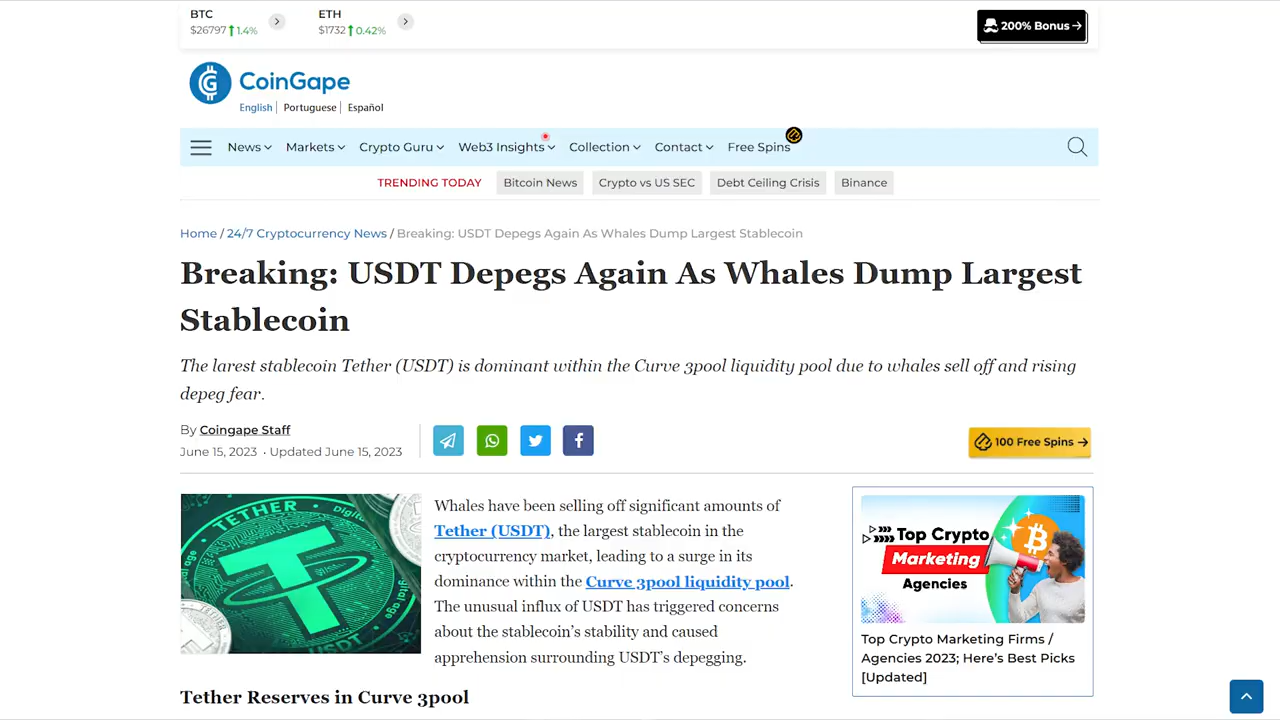 BTC
$26797 1.4%
ETH
$1732 0.42%
200% Bonus
CoinGape
English Portuguese Español
News Markets Crypto Guru Web3 Insights Collection Contact Free Spins
TRENDING TODAY Bitcoin News Crypto vs US SEC Debt Ceiling Crisis Binance
Home / 24/7 Cryptocurrency News / Breaking: USDT Depegs Again As Whales Dump Largest Stablecoin
Breaking: USDT Depegs Again As Whales Dump Largest
Stablecoin
The larest stablecoin Tether (USDT) is dominant within the Curve 3pool liquidity pool due to whales sell off and rising
depeg fear.
By Coingape Staff
June 15, 2023 · Updated June 15, 2023
100 Free Spins
TETHER
Digital age
USDT
Whales have been selling off significant amounts of
Tether (USDT), the largest stablecoin in the
cryptocurrency market, leading to a surge in its
dominance within the Curve 3pool liquidity pool.
The unusual influx of USDT has triggered concerns
about the stablecoin's stability and caused
apprehension surrounding USDT's depegging.
Tether Reserves in Curve 3pool
Top Crypto
Marketing
Agencies
Top Crypto Marketing Firms /
Agencies 2023; Here's Best Picks
[Updated]